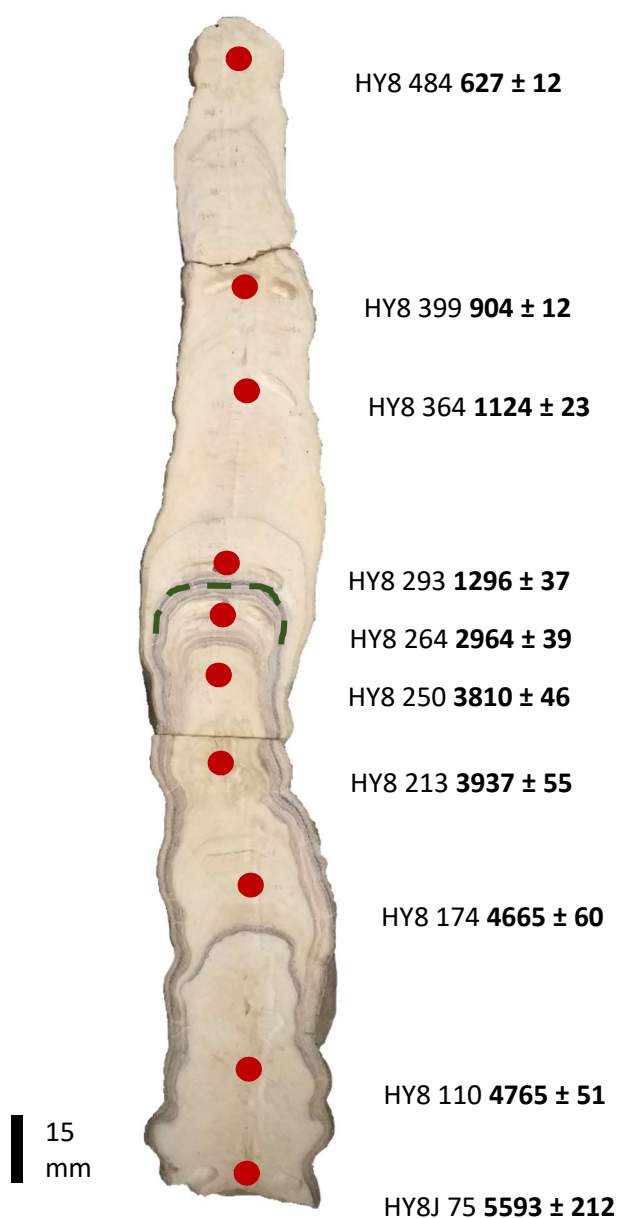 HY8 484 627 ± 12
HY8 399 904 ± 12
HY8 364 1124 ± 23
HY8 293 1296 ± 37
HY8 264 2964 ± 39
HY8 250 3810 ± 46
HY8 213 3937 ± 55
HY8 174 4665 ± 60
HY8 110 4765 ± 51
15
mm
HY8J 75 5593 ± 212